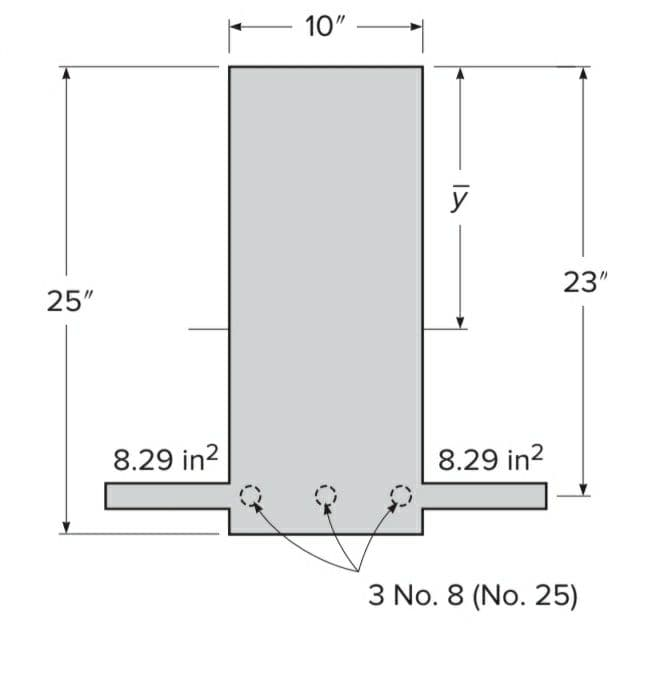 10″
ȳ
23″
25″
8.29 in²
8.29 in²
3 No. 8 (No. 25)